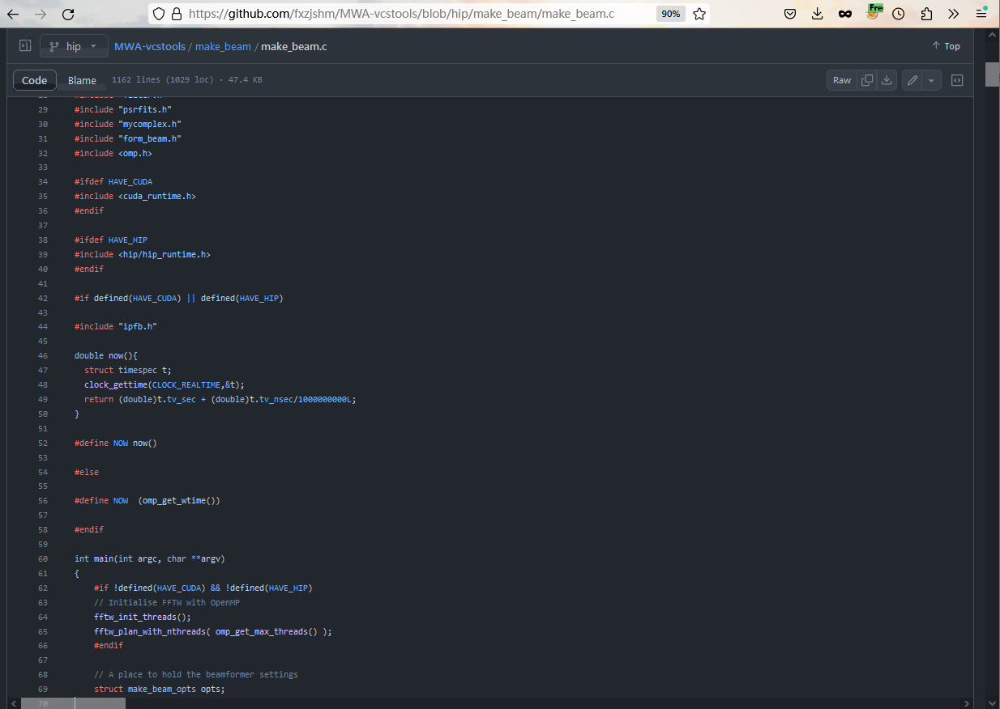 https://github.com/fxzjshm/MWA-vcstools/blob/hip/make_beam/make_beam.c 90% Free
hip MWA-vcstools / make_beam / make_beam.c Top
Code Blame 1162 lines (1029 loc) · 47.4 KB Raw
29 #include "psrfits.h"
30 #include "mycomplex.h"
31 #include "form_beam.h"
32 #include <omp.h>
33
34 #ifdef HAVE_CUDA
35 #include <cuda_runtime.h>
36 #endif
37
38 #ifdef HAVE_HIP
39 #include <hip/hip_runtime.h>
40 #endif
41
42 #if defined(HAVE_CUDA) || defined(HAVE_HIP)
43
44 #include "ipfb.h"
45
46 double now(){
47 struct timespec t;
48 clock_gettime(CLOCK_REALTIME,&t);
49 return (double)t.tv_sec + (double)t.tv_nsec/1000000000L;
50 }
51
52 #define NOW now()
53
54 #else
55
56 #define NOW (omp_get_wtime())
57
58 #endif
59
60 int main(int argc, char **argv)
61 {
62 #if !defined(HAVE_CUDA) && !defined(HAVE_HIP)
63 // Initialise FFTW with OpenMP
64 fftw_init_threads();
65 fftw_plan_with_nthreads( omp_get_max_threads() );
66 #endif
67
68 // A place to hold the beamformer settings
69 struct make_beam_opts opts;
70